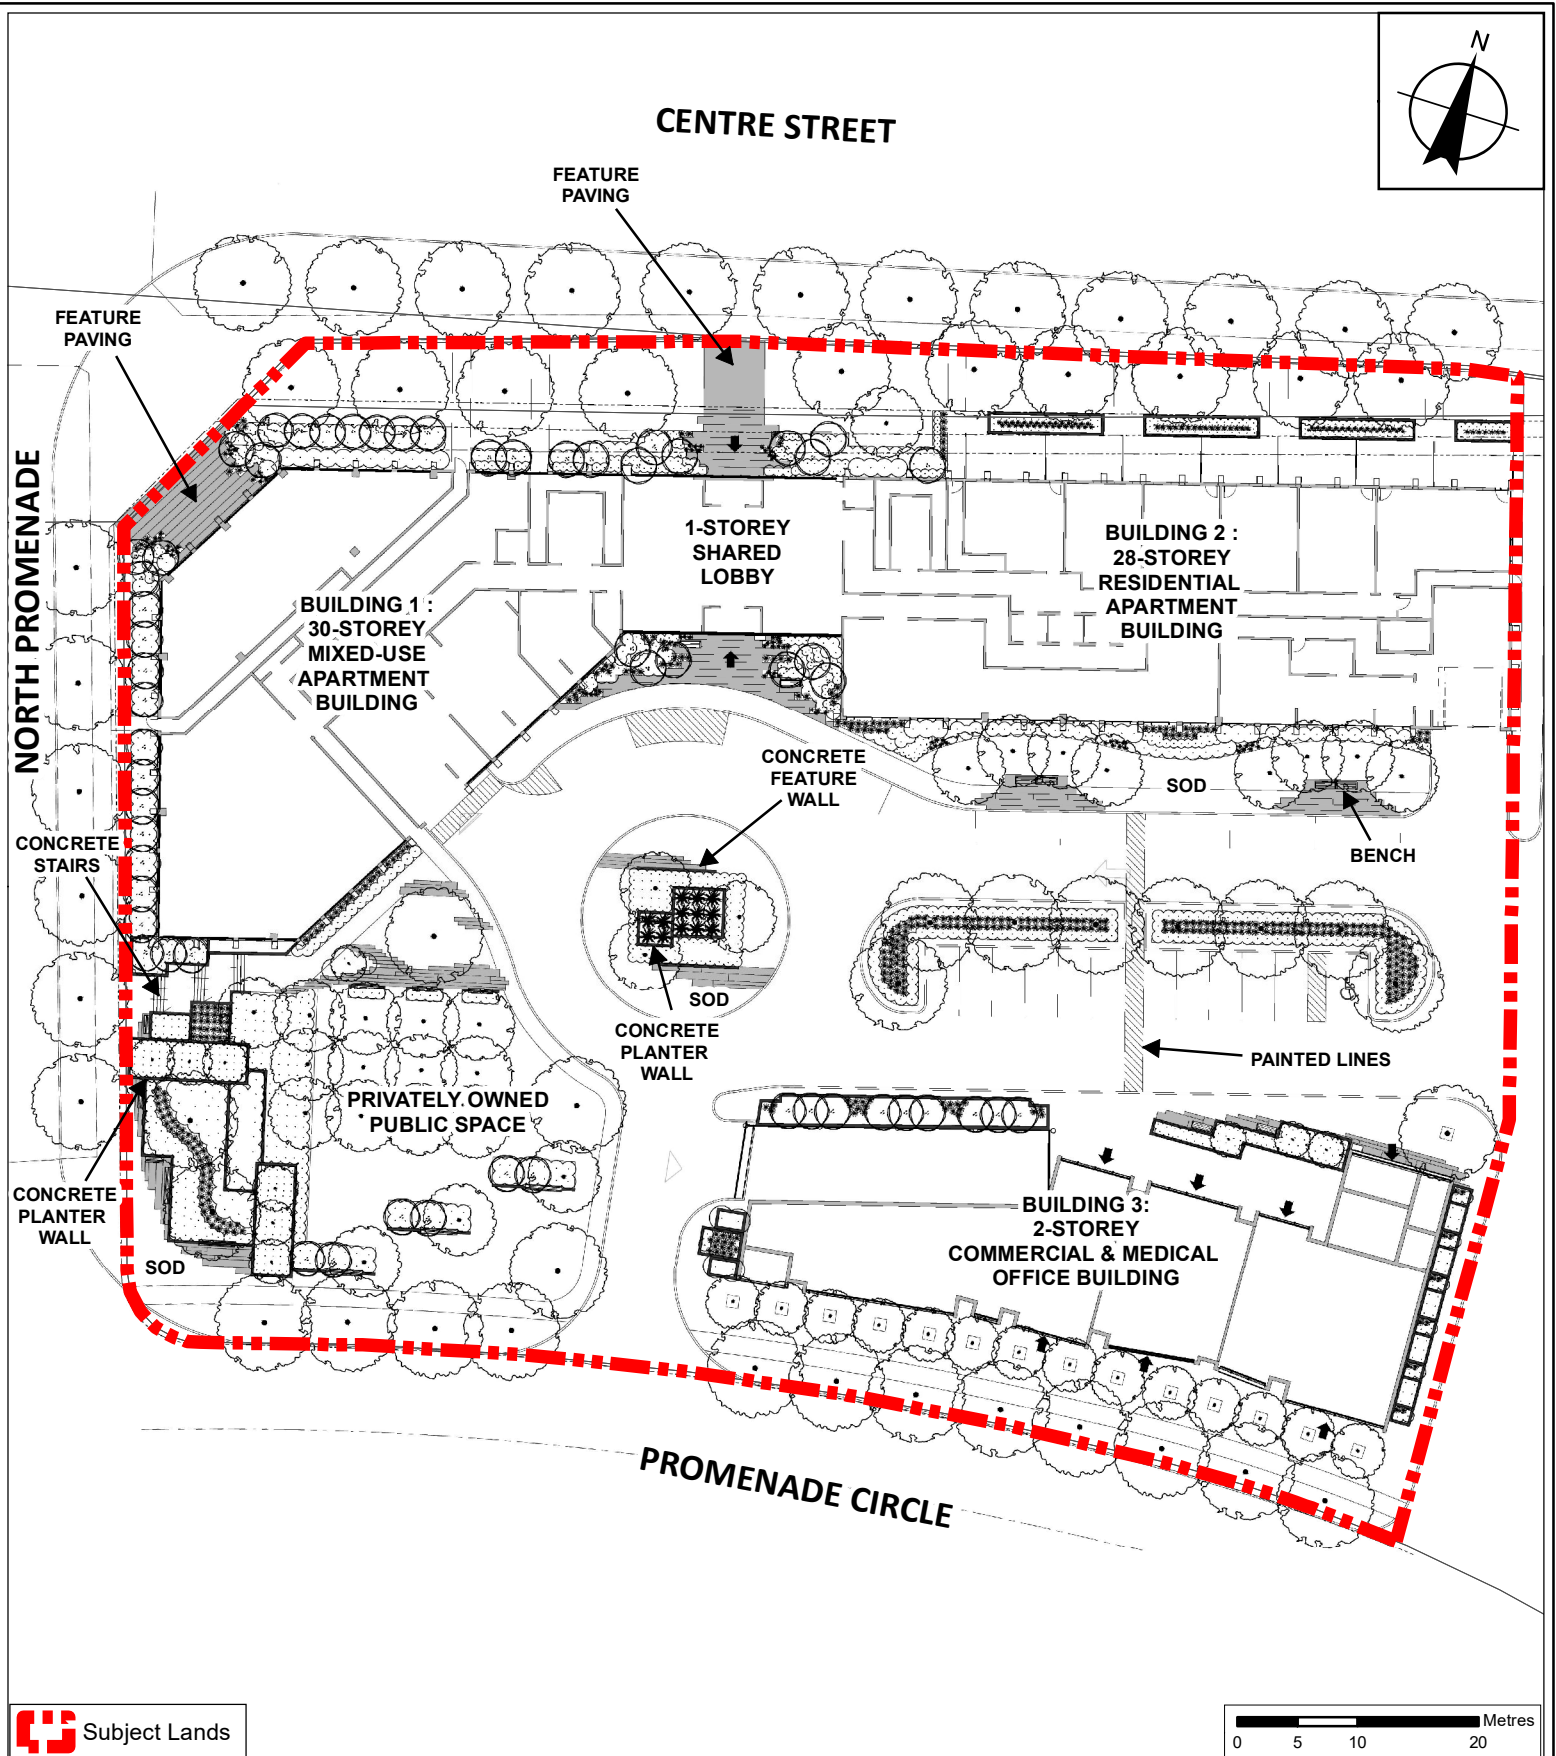 N
CENTRE STREET
FEATURE
PAVING
FEATURE
PAVING
NORTH PROMENADE
1-STOREY
SHARED
LOBBY
BUILDING 2 :
28-STOREY
RESIDENTIAL
APARTMENT
BUILDING
BUILDING 1 :
30-STOREY
MIXED-USE
APARTMENT
BUILDING
CONCRETE
FEATURE
WALL
SOD
BENCH
CONCRETE
STAIRS
SOD
CONCRETE
PLANTER
WALL
PAINTED LINES
PRIVATELY OWNED
PUBLIC SPACE
CONCRETE
PLANTER
WALL
SOD
BUILDING 3:
2-STOREY
COMMERCIAL & MEDICAL
OFFICE BUILDING
PROMENADE CIRCLE
Subject Lands
Metres
0 5 10 20